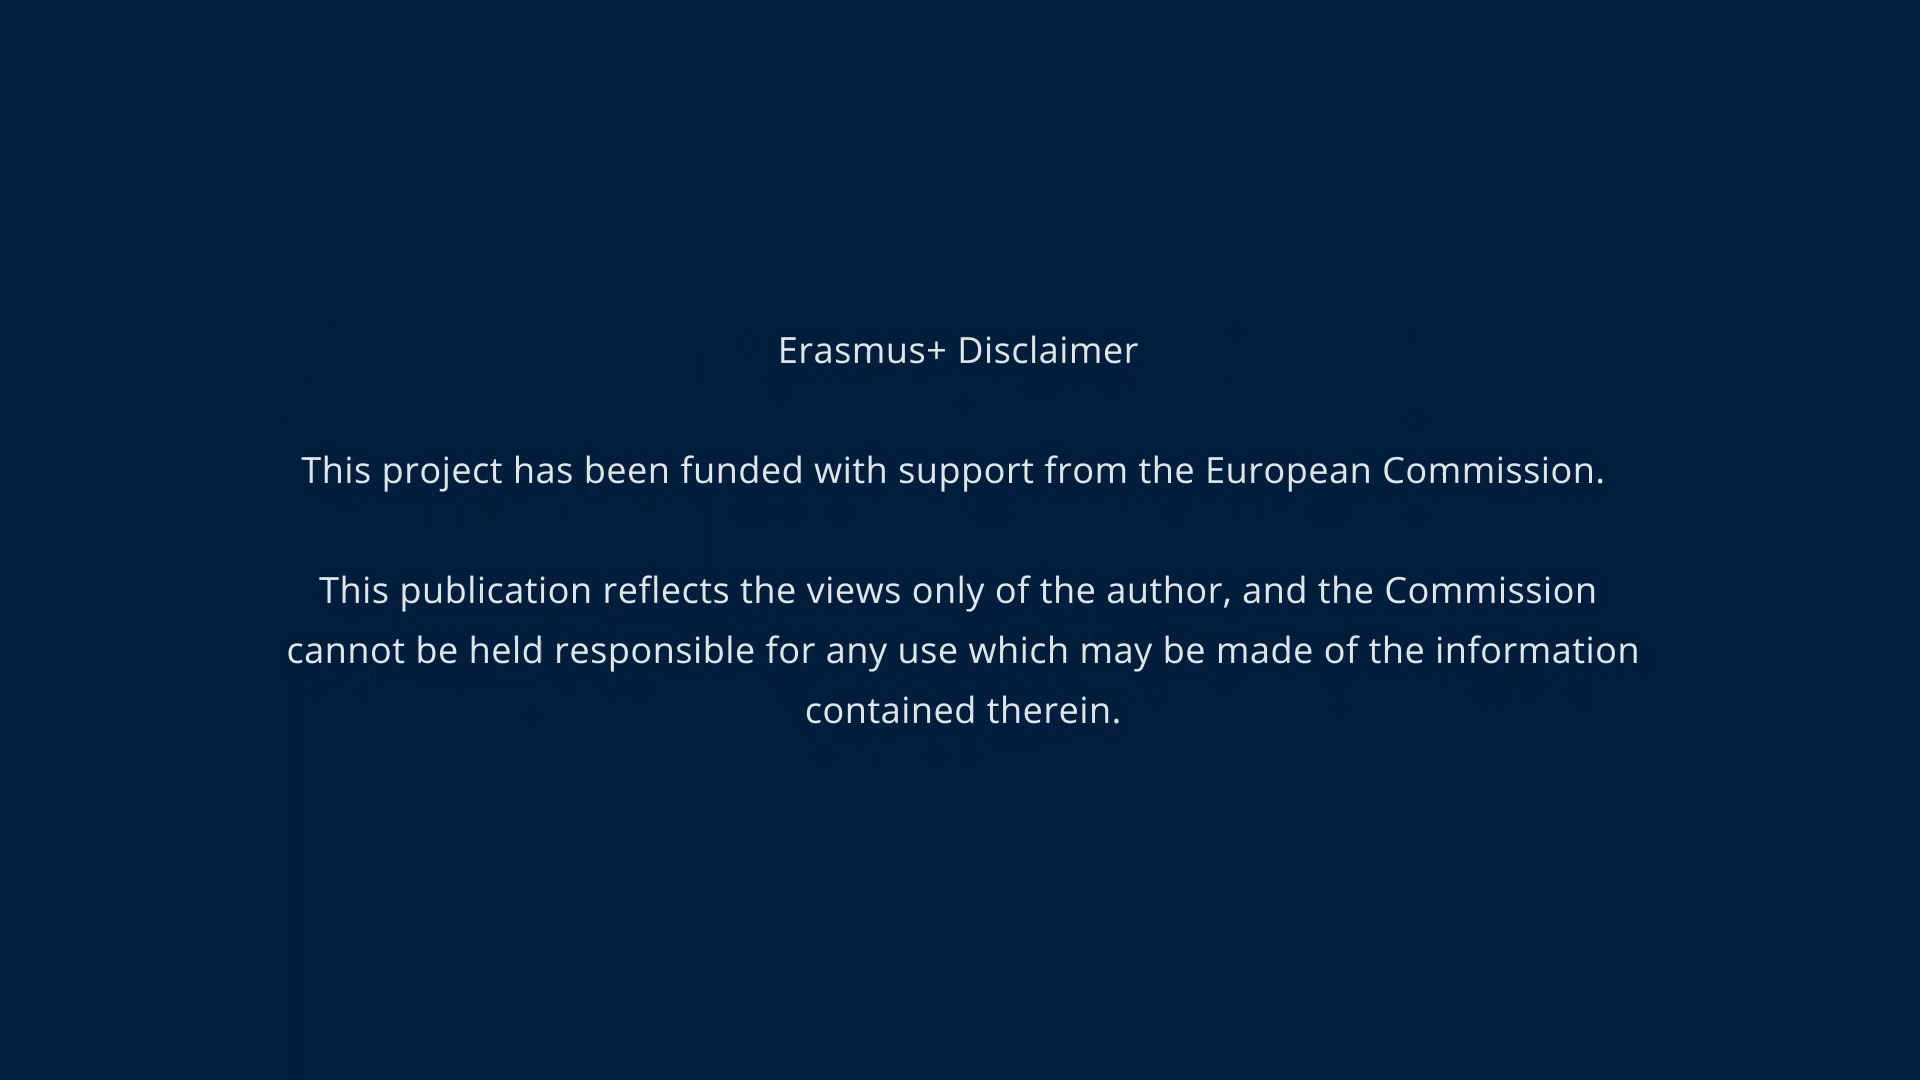 Erasmus+ Disclaimer
This project has been funded with support from the European Commission.
This publication reflects the views only of the author, and the Commission
cannot be held responsible for any use which may be made of the information
contained therein.